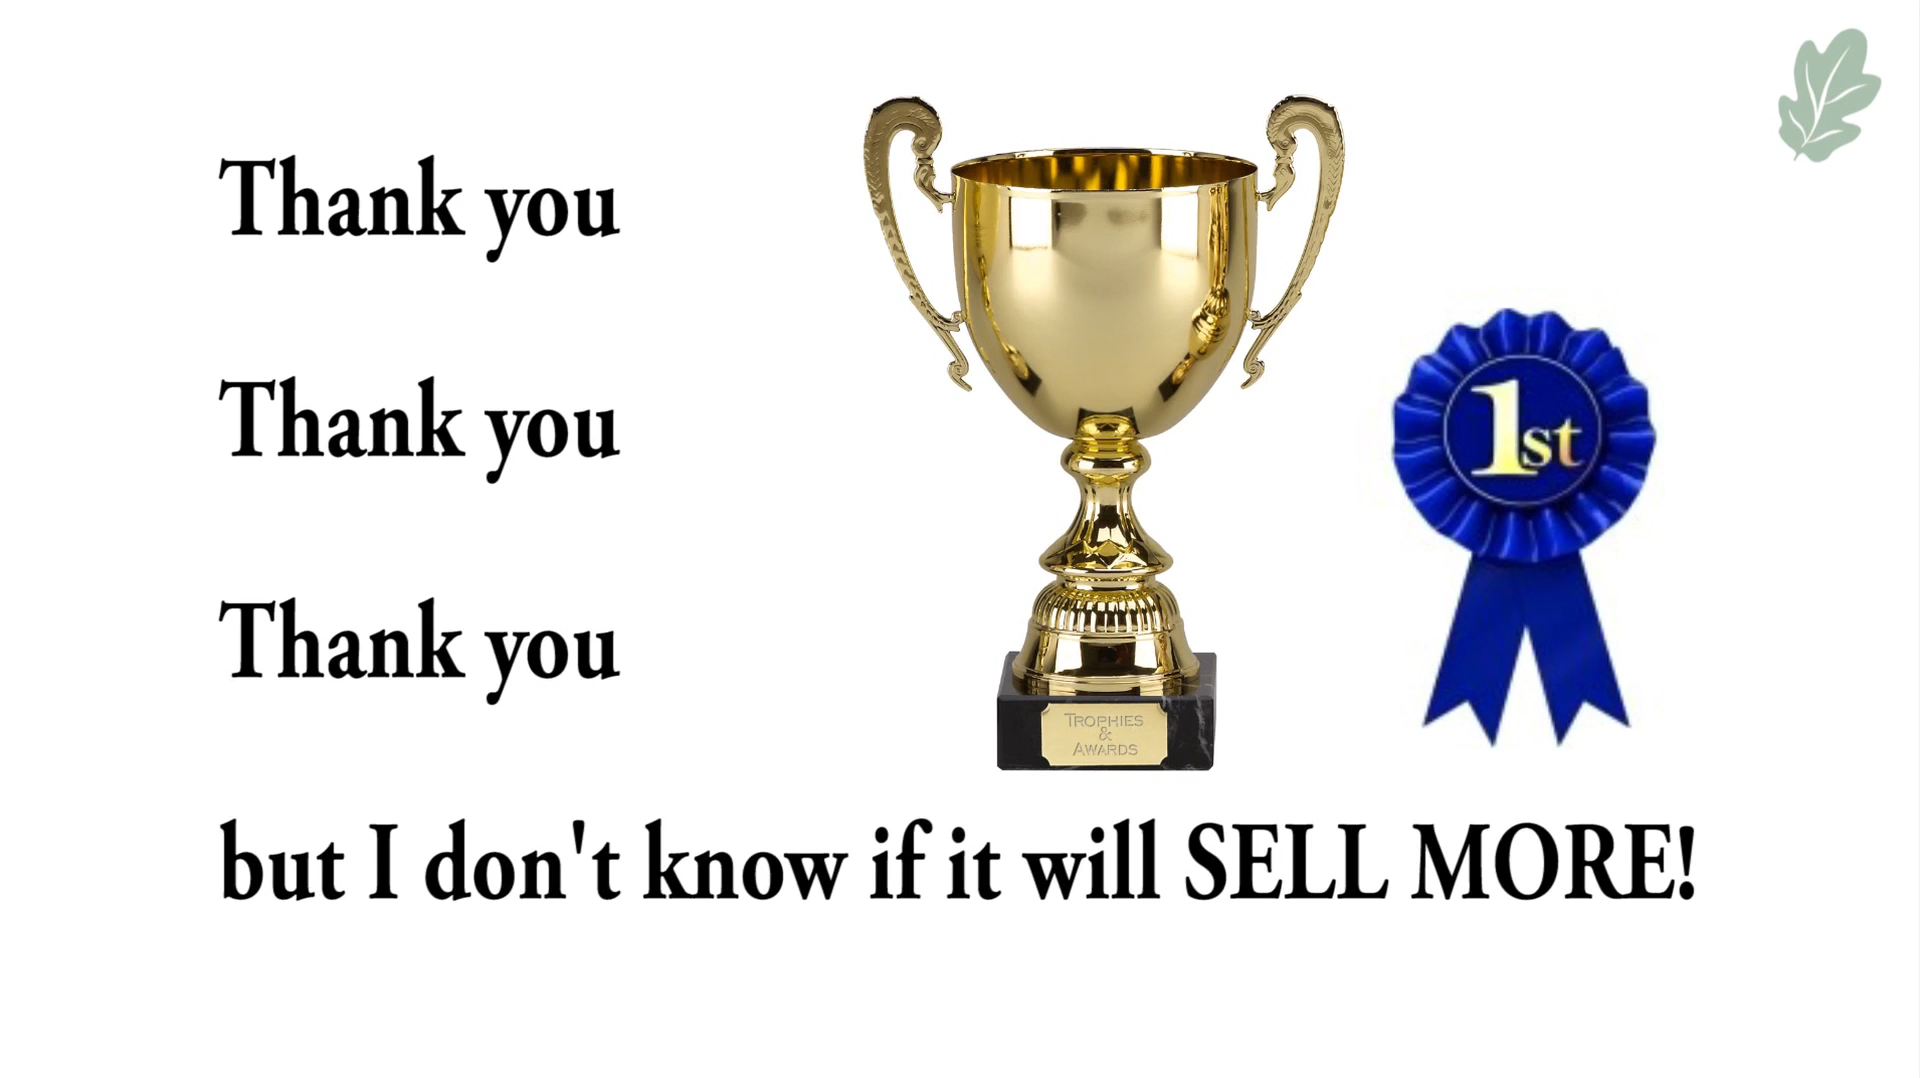 Thank you
Thank you
Thank you
1st
TROPHIES
&
AWARDS
but I don't know if it will SELL MORE!